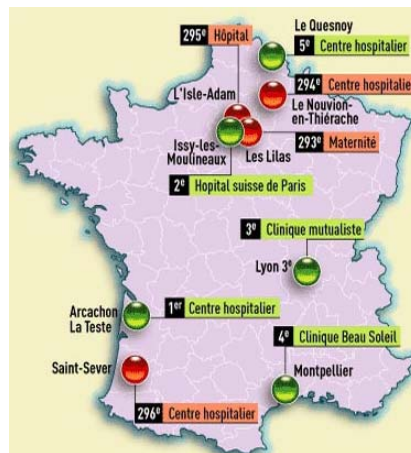 Le Quesnoy
5e Centre hospitalier
295e Hôpital
294e Centre hospitalie
L'Isle-Adam
Le Nouvion-
en-Thiérache
Issy-les-
Moulineaux
Les Lilas
293e Maternité
2e Hopital suisse de Paris
3e Clinique mutualiste
Lyon 3e
Arcachon
La Teste
1er Centre hospitalier
4e Clinique Beau Soleil
Saint-Sever
Montpellier
296e Centre hospitalier